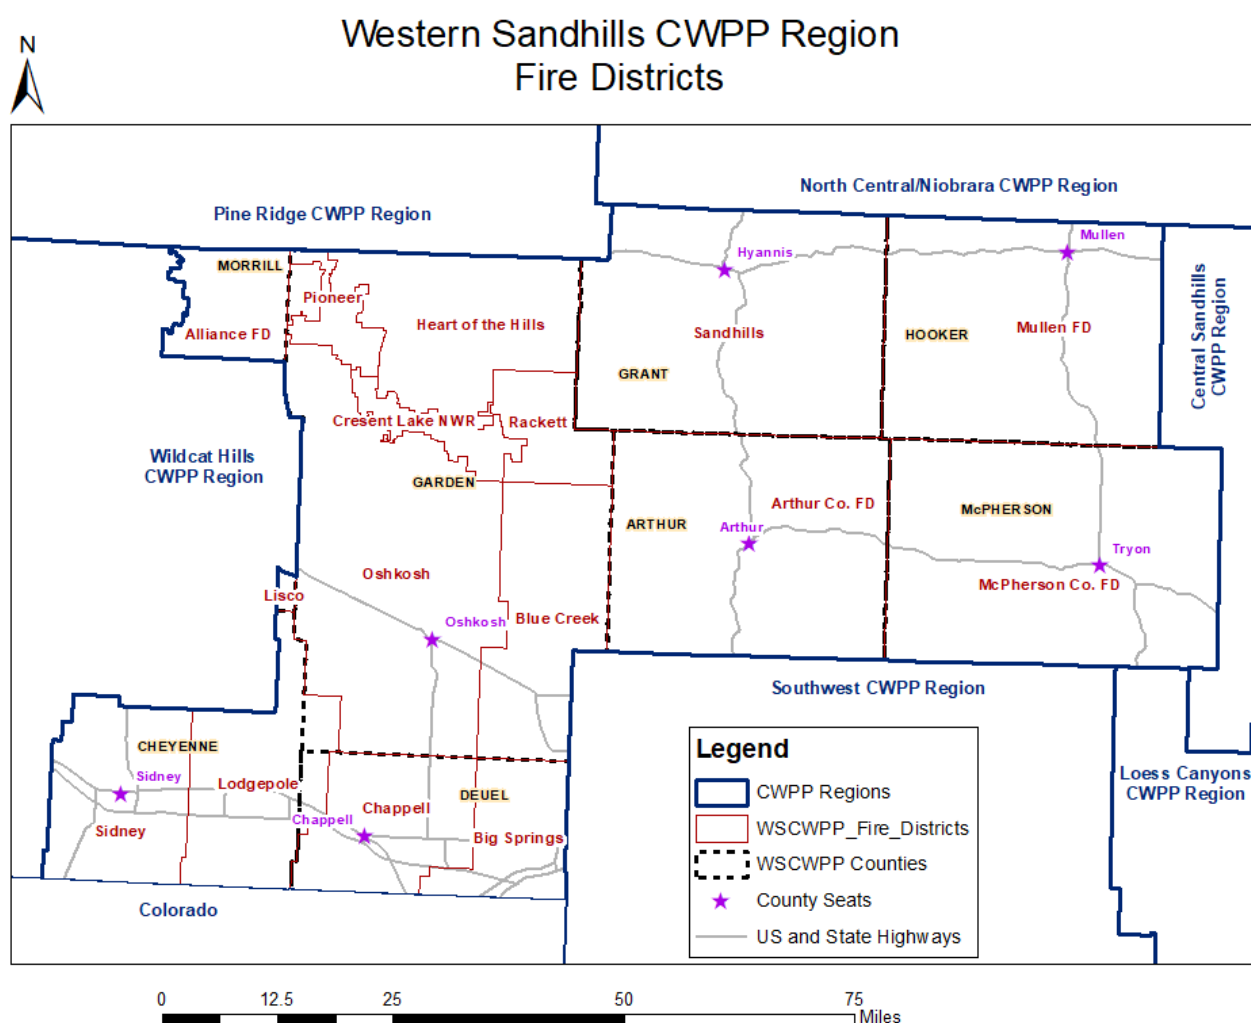 Western Sandhills CWPP Region
Fire Districts
N
North Central/Niobrara CWPP Region
Pine Ridge CWPP Region
Mullen
Hyannis
MORRILL
Pioneer
Heart of the Hills
Alliance FD
Sandhills
HOOKER
Mullen FD
Central Sandhills
CWPP Region
GRANT
Cresent Lake NWR
Rackett
Wildcat Hills
CWPP Region
GARDEN
Arthur Co. FD
McPHERSON
ARTHUR
Arthur
Tryon
Oshkosh
McPherson Co. FD
Lisco
Oshkosh
Blue Creek
Southwest CWPP Region
CHEYENNE
Sidney
Lodgepole
DEUEL
Chappell
Chappell
Sidney
Big Springs
Loess Canyons
CWPP Region
Colorado
Legend
CWPP Regions
WSCWPP_Fire_Districts
WSCWPP Counties
County Seats
US and State Highways
0 12.5 25 50 75
Miles